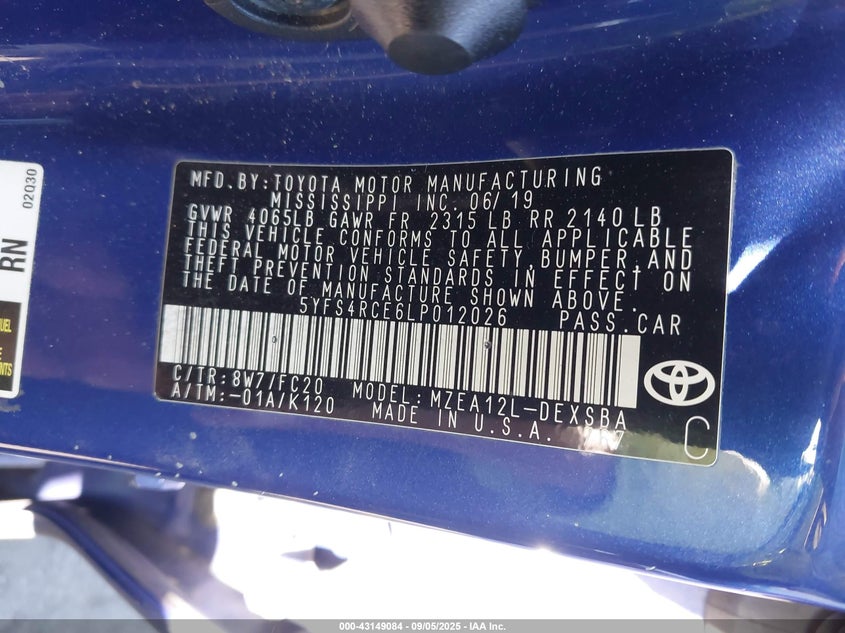 02Q30
RN
MFD.BY:TOYOTA MOTOR MANUFACTURING
MISSISSIPPI INC. 06/19
GVWR 4065LB GAWR FR 2315 LB RR 2140 LB
THIS VEHICLE CONFORMS TO ALL APPLICABLE
FEDERAL MOTOR VEHICLE SAFETY, BUMPER, AND
THEFT PREVENTION STANDARDS IN EFFECT ON
THE DATE OF MANUFACTURE SHOWN ABOVE.
5YFS4RCE6LP012026 PASS.CAR
C/TR:8W7/FC20 MODEL:MZEA12L-DEXSBA
A/TM:-01A/K120 MADE IN U.S.A.
C
000-43149084 - 09/05/2025 - IAA Inc.